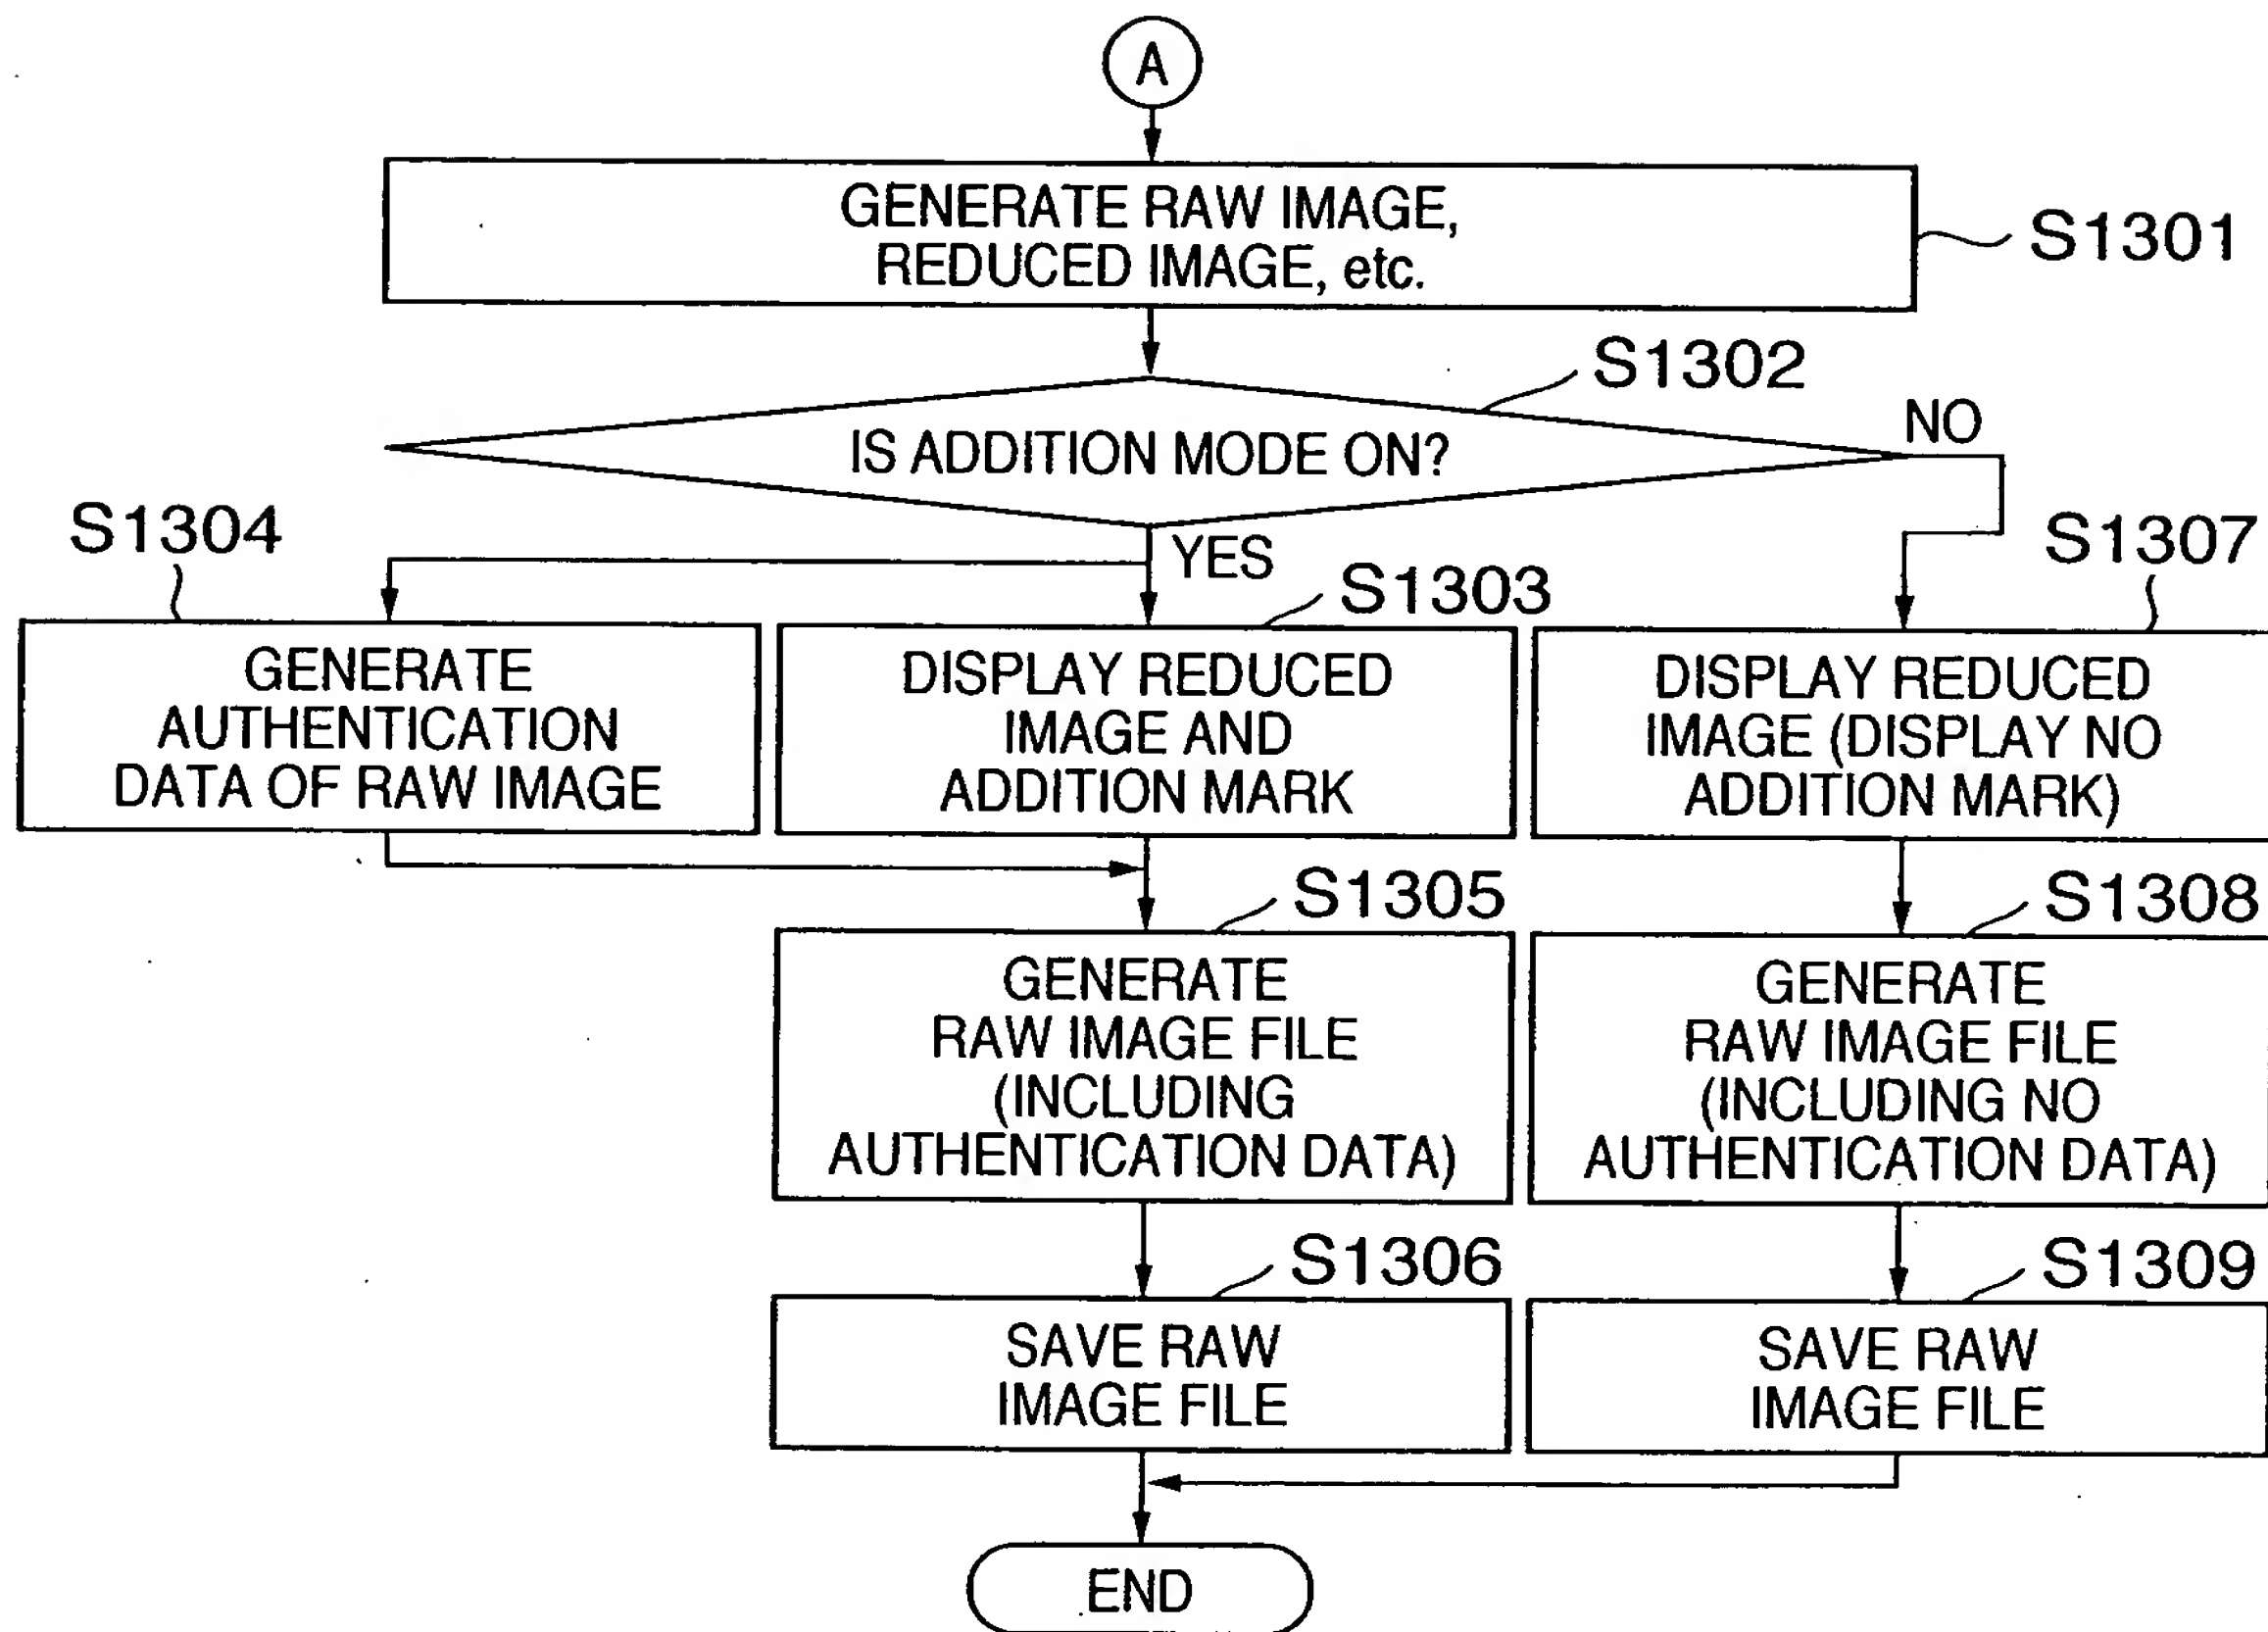 A
GENERATE RAW IMAGE,
REDUCED IMAGE, etc.
S1301
S1302
IS ADDITION MODE ON?
NO
YES
S1304
GENERATE
AUTHENTICATION
DATA OF RAW IMAGE
S1303
DISPLAY REDUCED
IMAGE AND
ADDITION MARK
S1307
DISPLAY REDUCED
IMAGE (DISPLAY NO
ADDITION MARK)
S1305
GENERATE
RAW IMAGE FILE
(INCLUDING
AUTHENTICATION DATA)
S1308
GENERATE
RAW IMAGE FILE
(INCLUDING NO
AUTHENTICATION DATA)
S1306
SAVE RAW
IMAGE FILE
S1309
SAVE RAW
IMAGE FILE
END